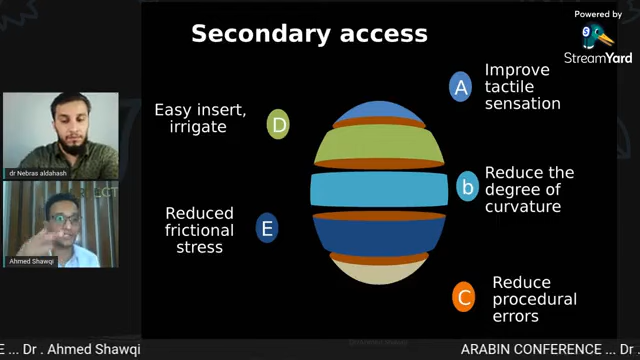 Powered by
StreamYard
Secondary access
A
Improve
tactile
sensation
Easy insert,
irrigate
D
b
Reduce the
degree of
curvature
Reduced
frictional
stress
E
C
Reduce
procedural
errors
dr Nebras aldahash
Ahmed Shawqi
E ... Dr . Ahmed Shawqi
ARABIN CONFERENCE ... Dr .